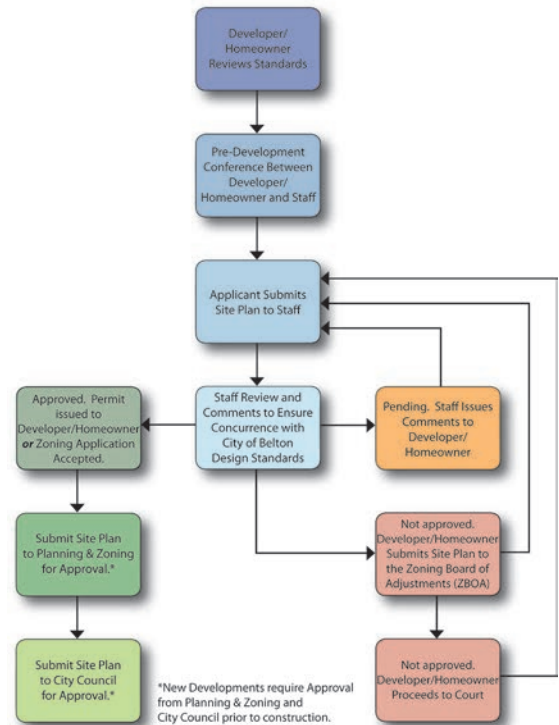 Developer/
Homeowner
Reviews Standards
Pre-Development
Conference Between
Developer/
Homeowner and Staff
Applicant Submits
Site Plan to Staff
Approved. Permit
issued to
Developer/Homeowner
or Zoning Application
Accepted.
Staff Review and
Comments to Ensure
Concurrence with
City of Belton
Design Standards
Pending. Staff Issues
Comments to
Developer/
Homeowner
Submit Site Plan
to Planning & Zoning
for Approval.*
Not approved.
Developer/Homeowner
Submits Site Plan to
the Zoning Board of
Adjustments (ZBOA)
Submit Site Plan
to City Council
for Approval.*
Not approved.
Developer/Homeowner
Proceeds to Court
*New Developments require Approval
from Planning & Zoning and
City Council prior to construction.